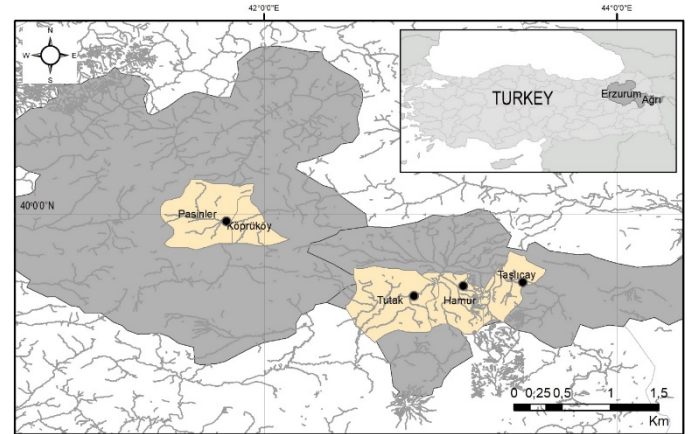 42°0'0"E
44°0'0"E
N
W E
S
TURKEY
Erzurum
Ağrı
40°0'0"N
Pasinler
Köprüköy
Taşlıçay
Tutak
Hamur
0 0,25 0,5 1 1,5
Km